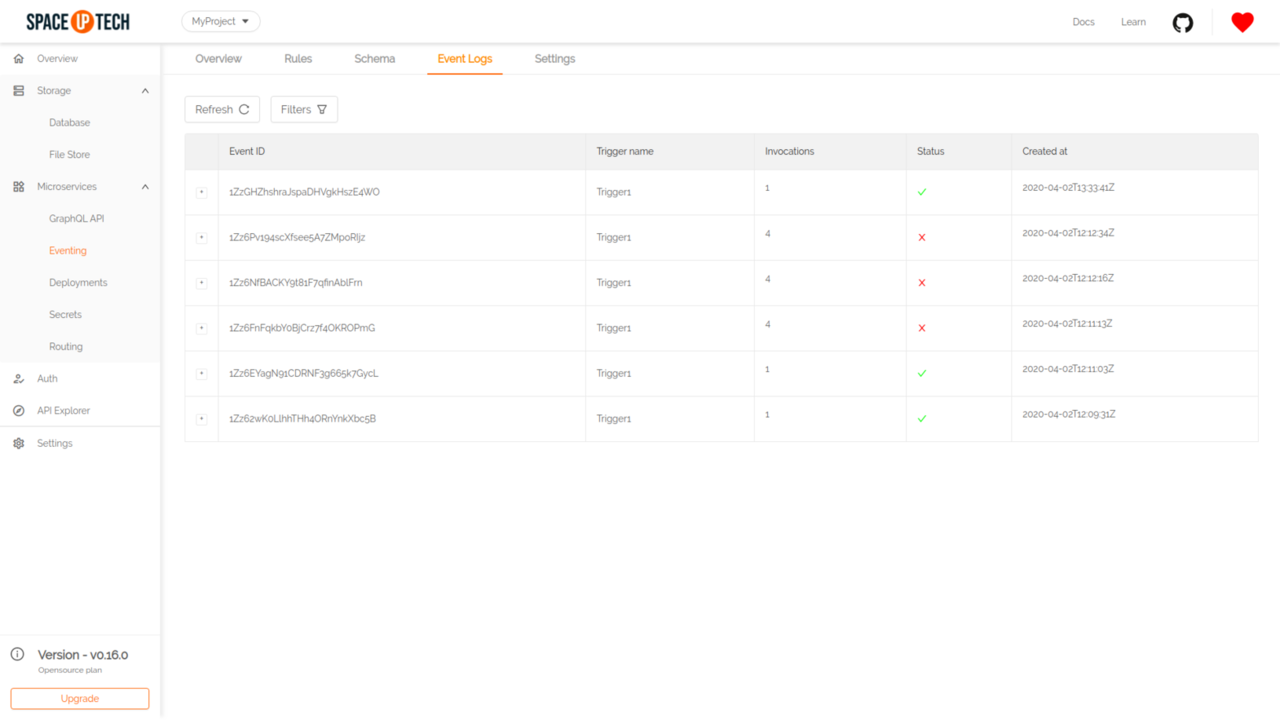 SPACE UP TECH
MyProject
Docs
Learn
Overview
Storage
Database
File Store
Microservices
GraphQL API
Eventing
Deployments
Secrets
Routing
Auth
API Explorer
Settings
Version - v0.16.0
Opensource plan
Upgrade
Overview Rules Schema Event Logs Settings
Refresh Filters
Event ID Trigger name Invocations Status Created at
1ZzGHZhshraJspaDHVgkHszE4WO Trigger1 1 2020-04-02T13:33:41Z
1Zz6Pv194scXfsee5A7ZMpoRIjz Trigger1 4 2020-04-02T12:12:34Z
1Zz6NfBACKY9t81F7qfinAblFrn Trigger1 4 2020-04-02T12:12:16Z
1Zz6FnFqkbY0BjCrz7f4OKROPmG Trigger1 4 2020-04-02T12:11:13Z
1Zz6EYagN91CDRNF3g665k7GycL Trigger1 1 2020-04-02T12:11:03Z
1Zz62wK0LlhhTHh4ORnYnkXbc5B Trigger1 1 2020-04-02T12:09:31Z